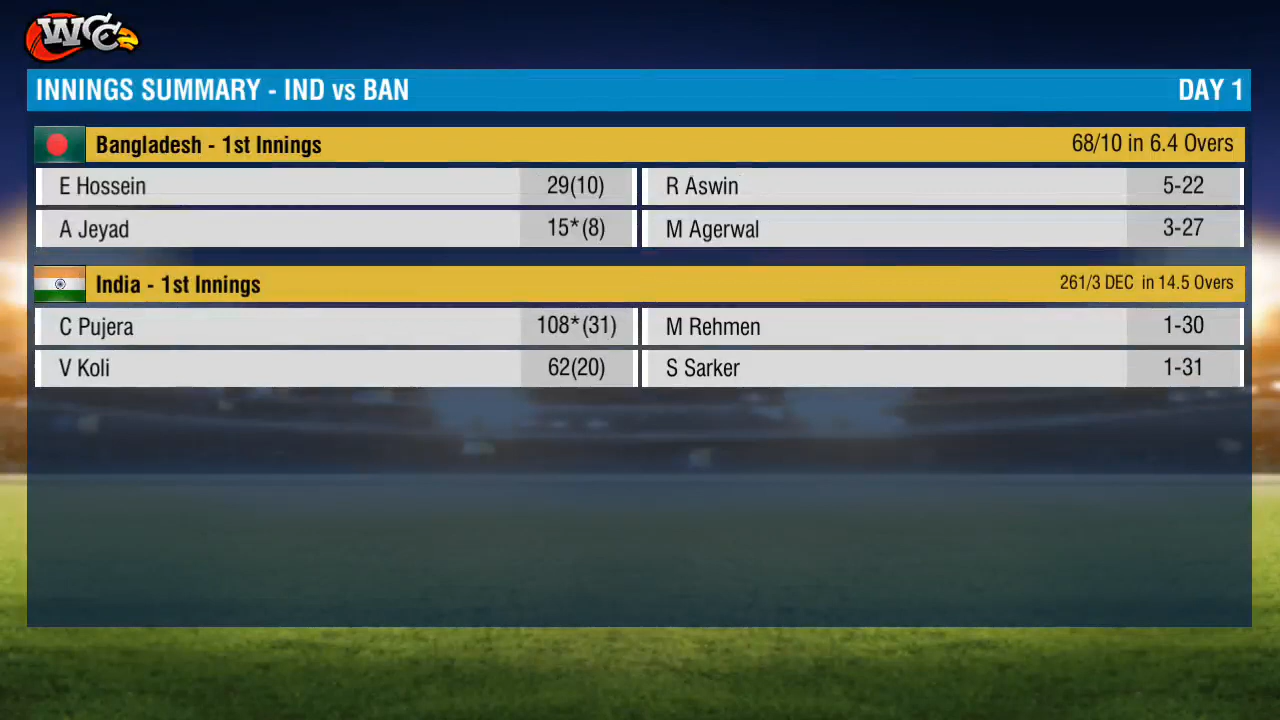 WCC
INNINGS SUMMARY - IND vs BAN DAY 1
Bangladesh - 1st Innings 68/10 in 6.4 Overs
E Hossein 29(10) R Aswin 5-22
A Jeyad 15*(8) M Agerwal 3-27
India - 1st Innings 261/3 DEC in 14.5 Overs
C Pujera 108*(31) M Rehmen 1-30
V Koli 62(20) S Sarker 1-31